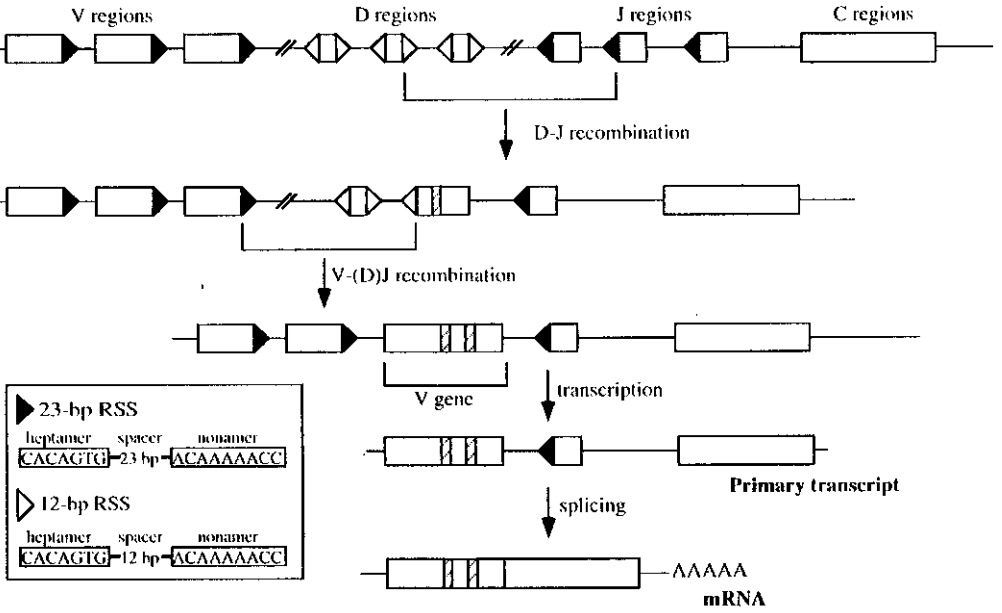 V regions D regions J regions C regions
D-J recombination
V-(D)J recombination
V gene
transcription
23-bp RSS
heptamer spacer nonamer
CACAGTG 23 bp ACAAAAACC
Primary transcript
12-bp RSS
splicing
heptamer spacer nonamer
CACAGTG 12 bp ACAAAAACC
AAAAA
mRNA